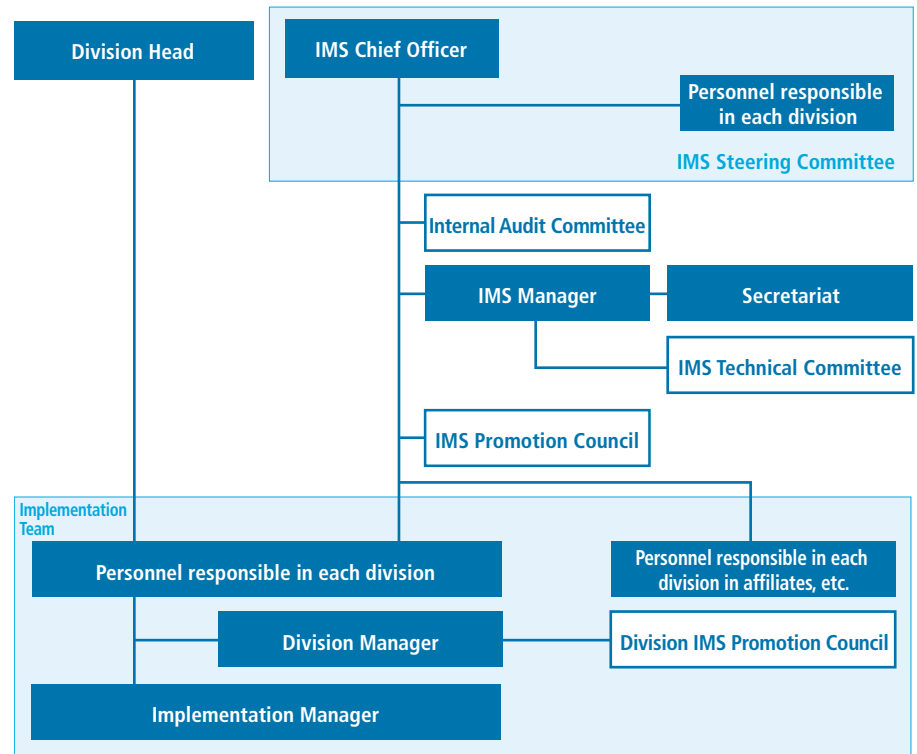 Division Head
IMS Chief Officer
Personnel responsible
in each division
IMS Steering Committee
Internal Audit Committee
IMS Manager
Secretariat
IMS Technical Committee
IMS Promotion Council
Implementation
Team
Personnel responsible in each division
Personnel responsible in each
division in affiliates, etc.
Division Manager
Division IMS Promotion Council
Implementation Manager